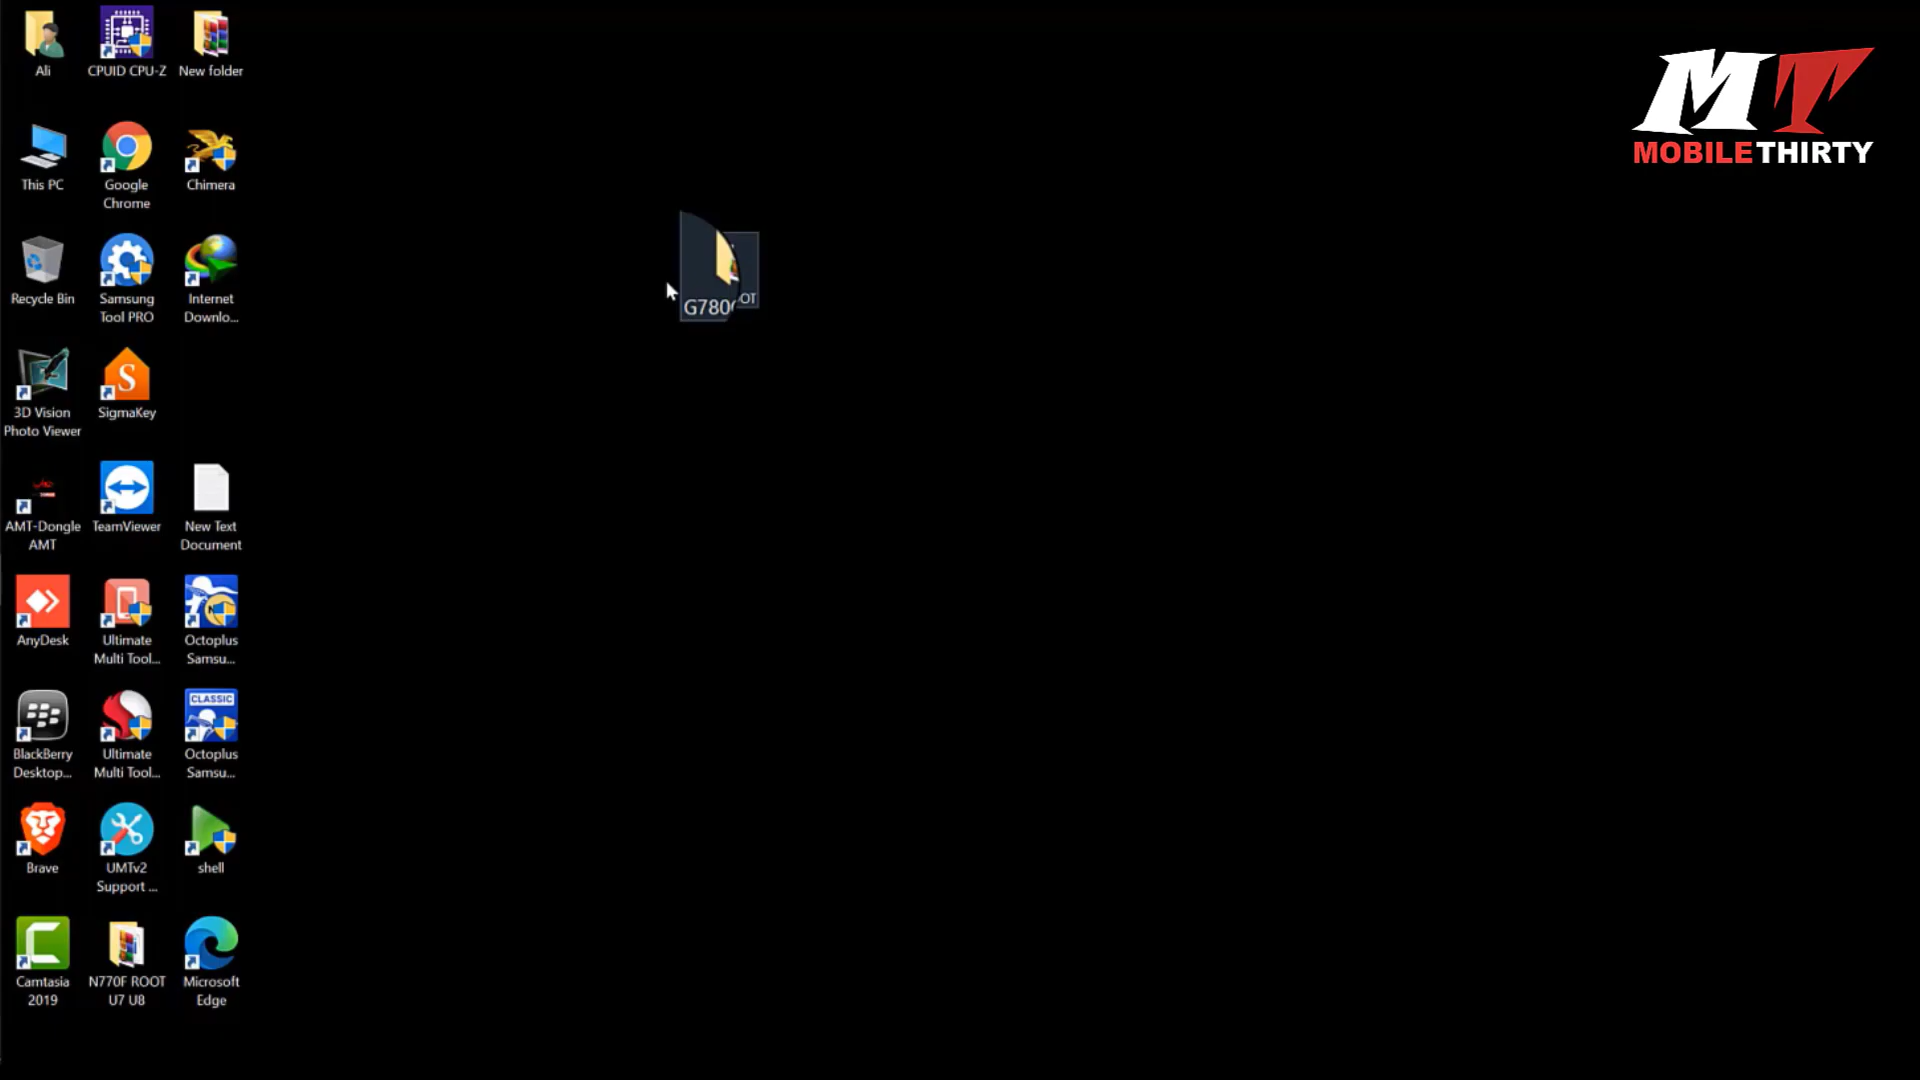 Ali
CPUID CPU-Z
New folder
MT
MOBILETHIRTY
This PC
Google
Chrome
Chimera
Recycle Bin
Samsung
Tool PRO
Internet
Downlo...
OT
3D Vision
Photo Viewer
S
SigmaKey
AMT-Dongle
AMT
TeamViewer
New Text
Document
AnyDesk
Ultimate
Multi Tool...
Octoplus
Samsu...
BlackBerry
Desktop...
Ultimate
Multi Tool...
CLASSIC
Octoplus
Samsu...
Brave
UMTv2
Support ...
shell
Camtasia
2019
N770F ROOT
U7 U8
Microsoft
Edge